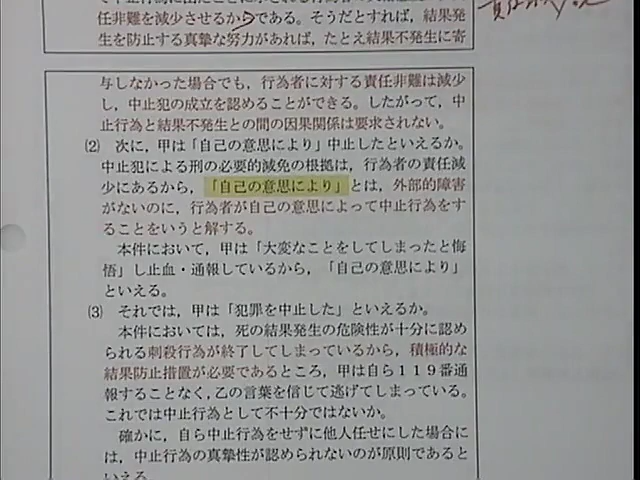 任非難を減少させるからである。そうだとすれば，結果発
生を防止する真摯な努力があれば，たとえ結果不発生に寄
与しなかった場合でも，行為者に対する責任非難は減少
し，中止犯の成立を認めることができる。したがって，中
止行為と結果不発生との間の因果関係は要求されない。
(2) 次に，甲は「自己の意思により」中止したといえるか。
中止犯による刑の必要的減免の根拠は，行為者の責任減
少にあるから，「自己の意思により」とは，外部的障害
がないのに，行為者が自己の意思によって中止行為をす
ることをいうと解する。
本件において，甲は「大変なことをしてしまったと悔
悟」し止血・通報しているから，「自己の意思により」
といえる。
(3) それでは，甲は「犯罪を中止した」といえるか。
本件においては，死の結果発生の危険性が十分に認め
られる刺殺行為が終了してしまっているから，積極的な
結果防止措置が必要であるところ，甲は自ら１１９番通
報することなく，乙の言葉を信じて逃げてしまっている。
これでは中止行為として不十分ではないか。
確かに，自ら中止行為をせずに他人任せにした場合に
は，中止行為の真摯性が認められないのが原則であると
いえる